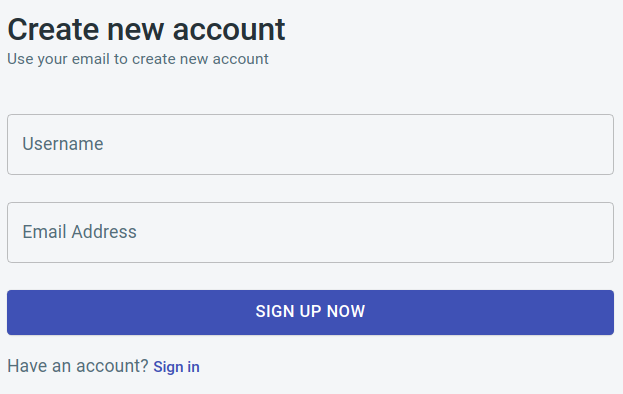 Create new account
Use your email to create new account
Username
Email Address
SIGN UP NOW
Have an account? Sign in